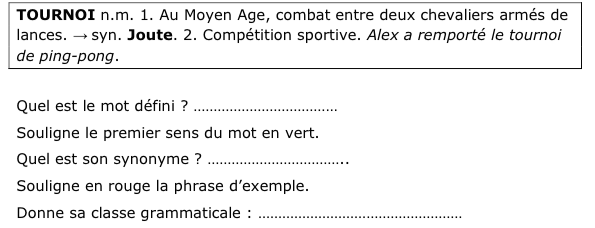 TOURNOI n.m. 1. Au Moyen Age, combat entre deux chevaliers armés de
lances. → syn. Joute. 2. Compétition sportive. Alex a remporté le tournoi
de ping-pong.
Quel est le mot défini ? ....................................
Souligne le premier sens du mot en vert.
Quel est son synonyme ? ....................................
Souligne en rouge la phrase d’exemple.
Donne sa classe grammaticale : ...................................................